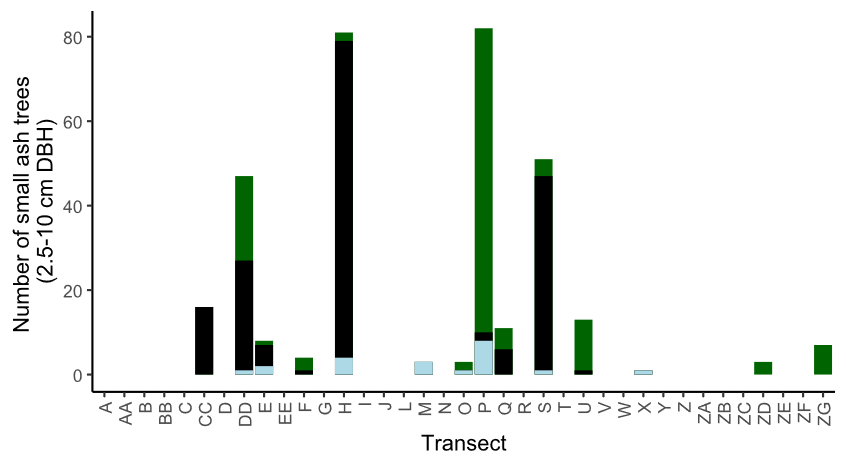 Number of small ash trees
(2.5-10 cm DBH)
80
60
40
20
0
A AA B BB C CC D DD E EE F G H I J L M N O P Q R S T U V W X Y Z ZA ZB ZC ZD ZE ZF ZG
Transect